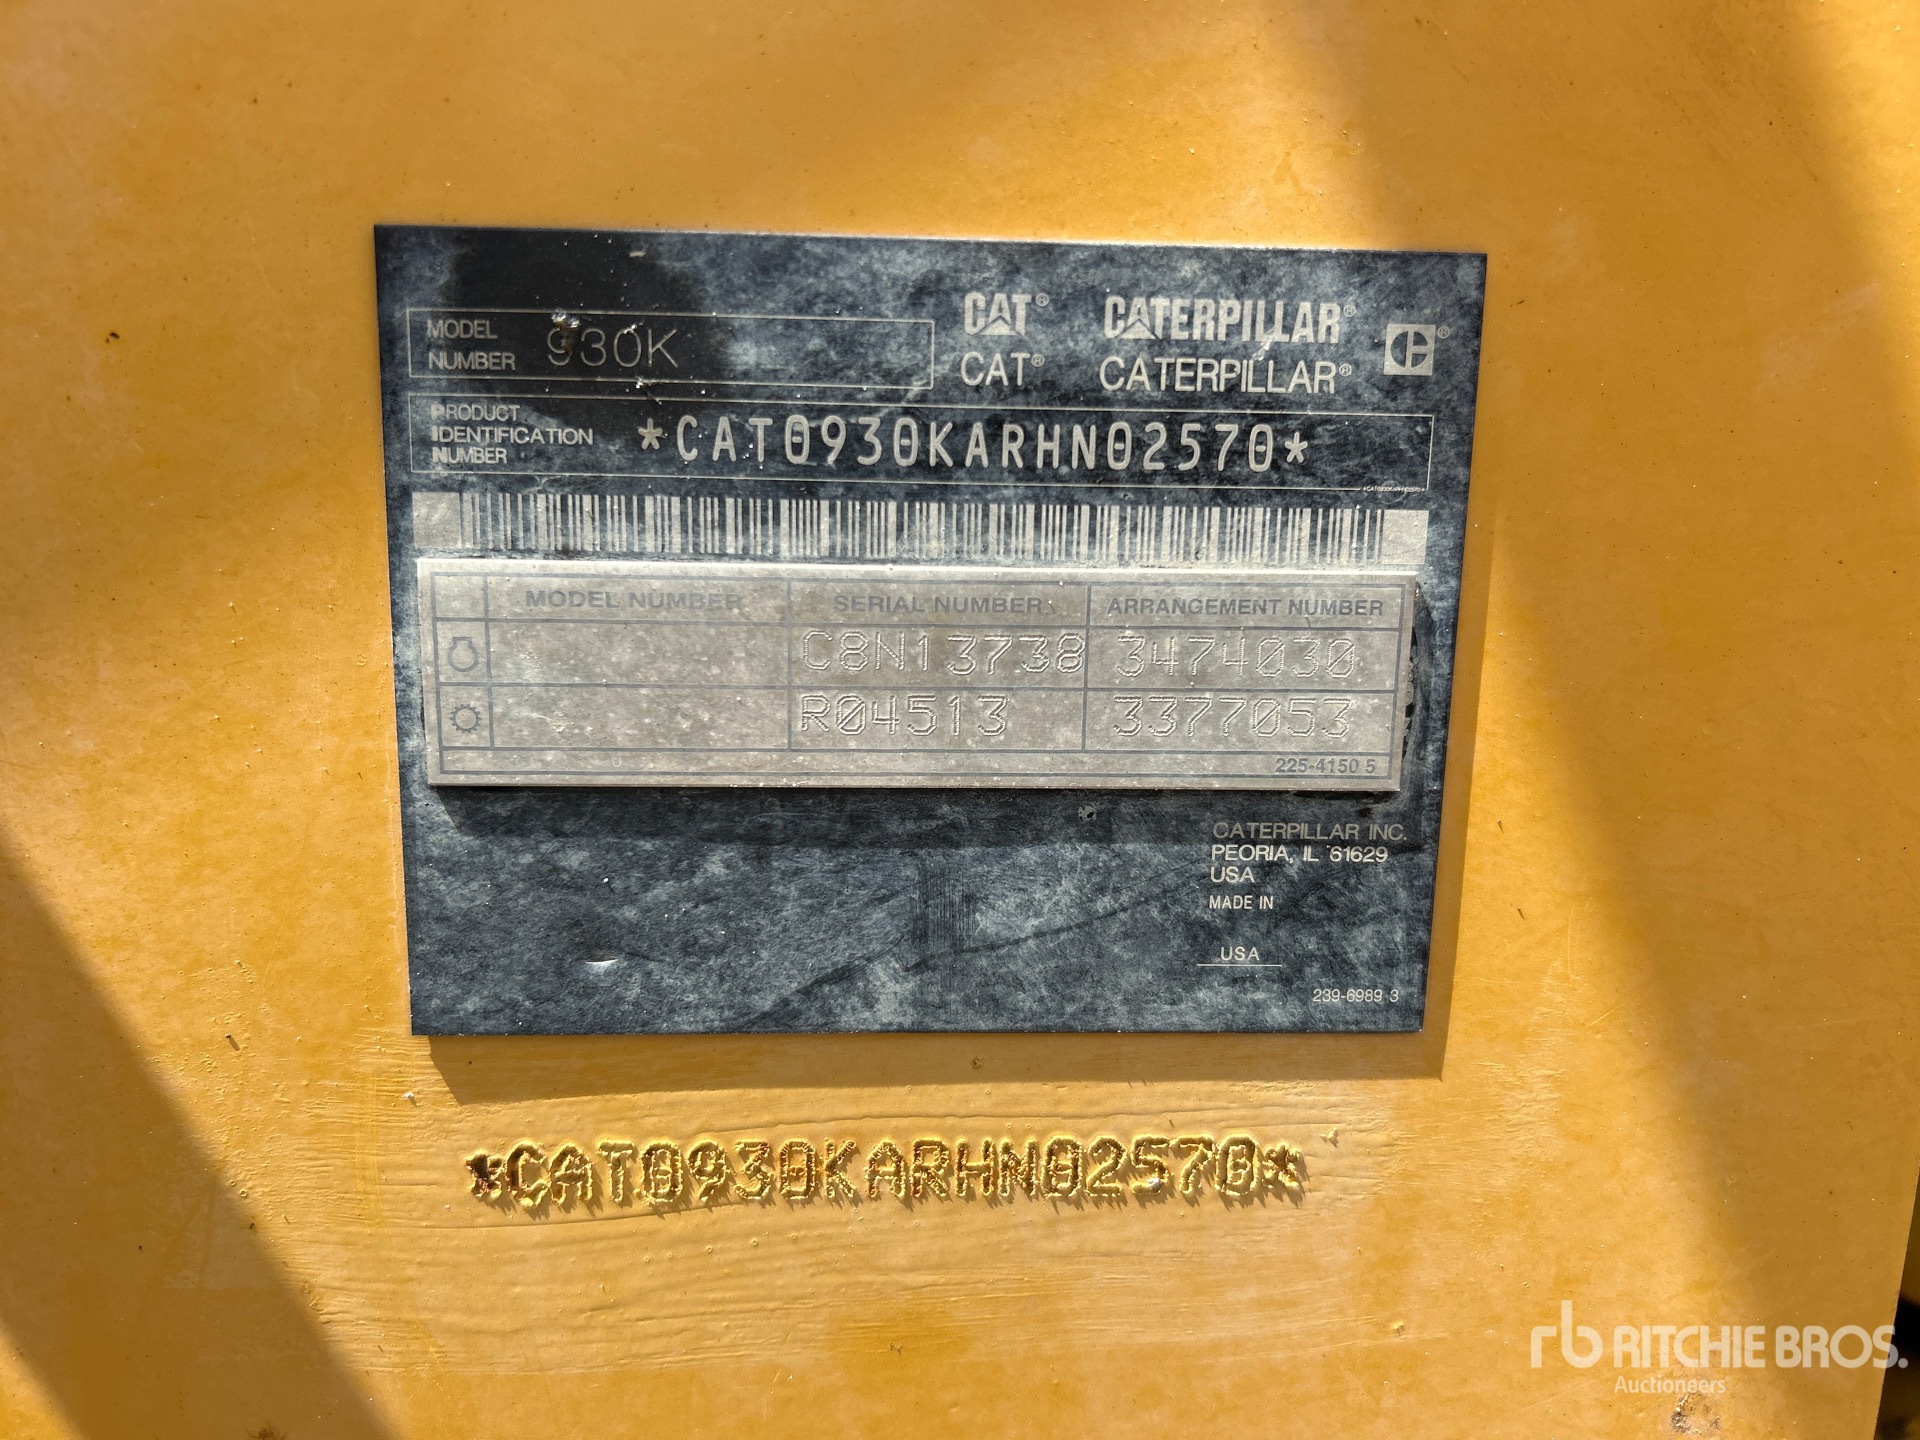 MODEL
NUMBER 930K
CAT® CATERPILLAR®
CAT® CATERPILLAR®
PRODUCT
IDENTIFICATION
NUMBER
*CAT0930KARHN02570*
*CAT0930KARHN02570*
MODEL NUMBER SERIAL NUMBER ARRANGEMENT NUMBER
C8N13738 3474030
R04513 3377053
225-4150 5
CATERPILLAR INC.
PEORIA, IL 61629
USA
MADE IN
USA
239-6989 3
*CAT0930KARHN02570*
rb RITCHIE BROS.
Auctioneers